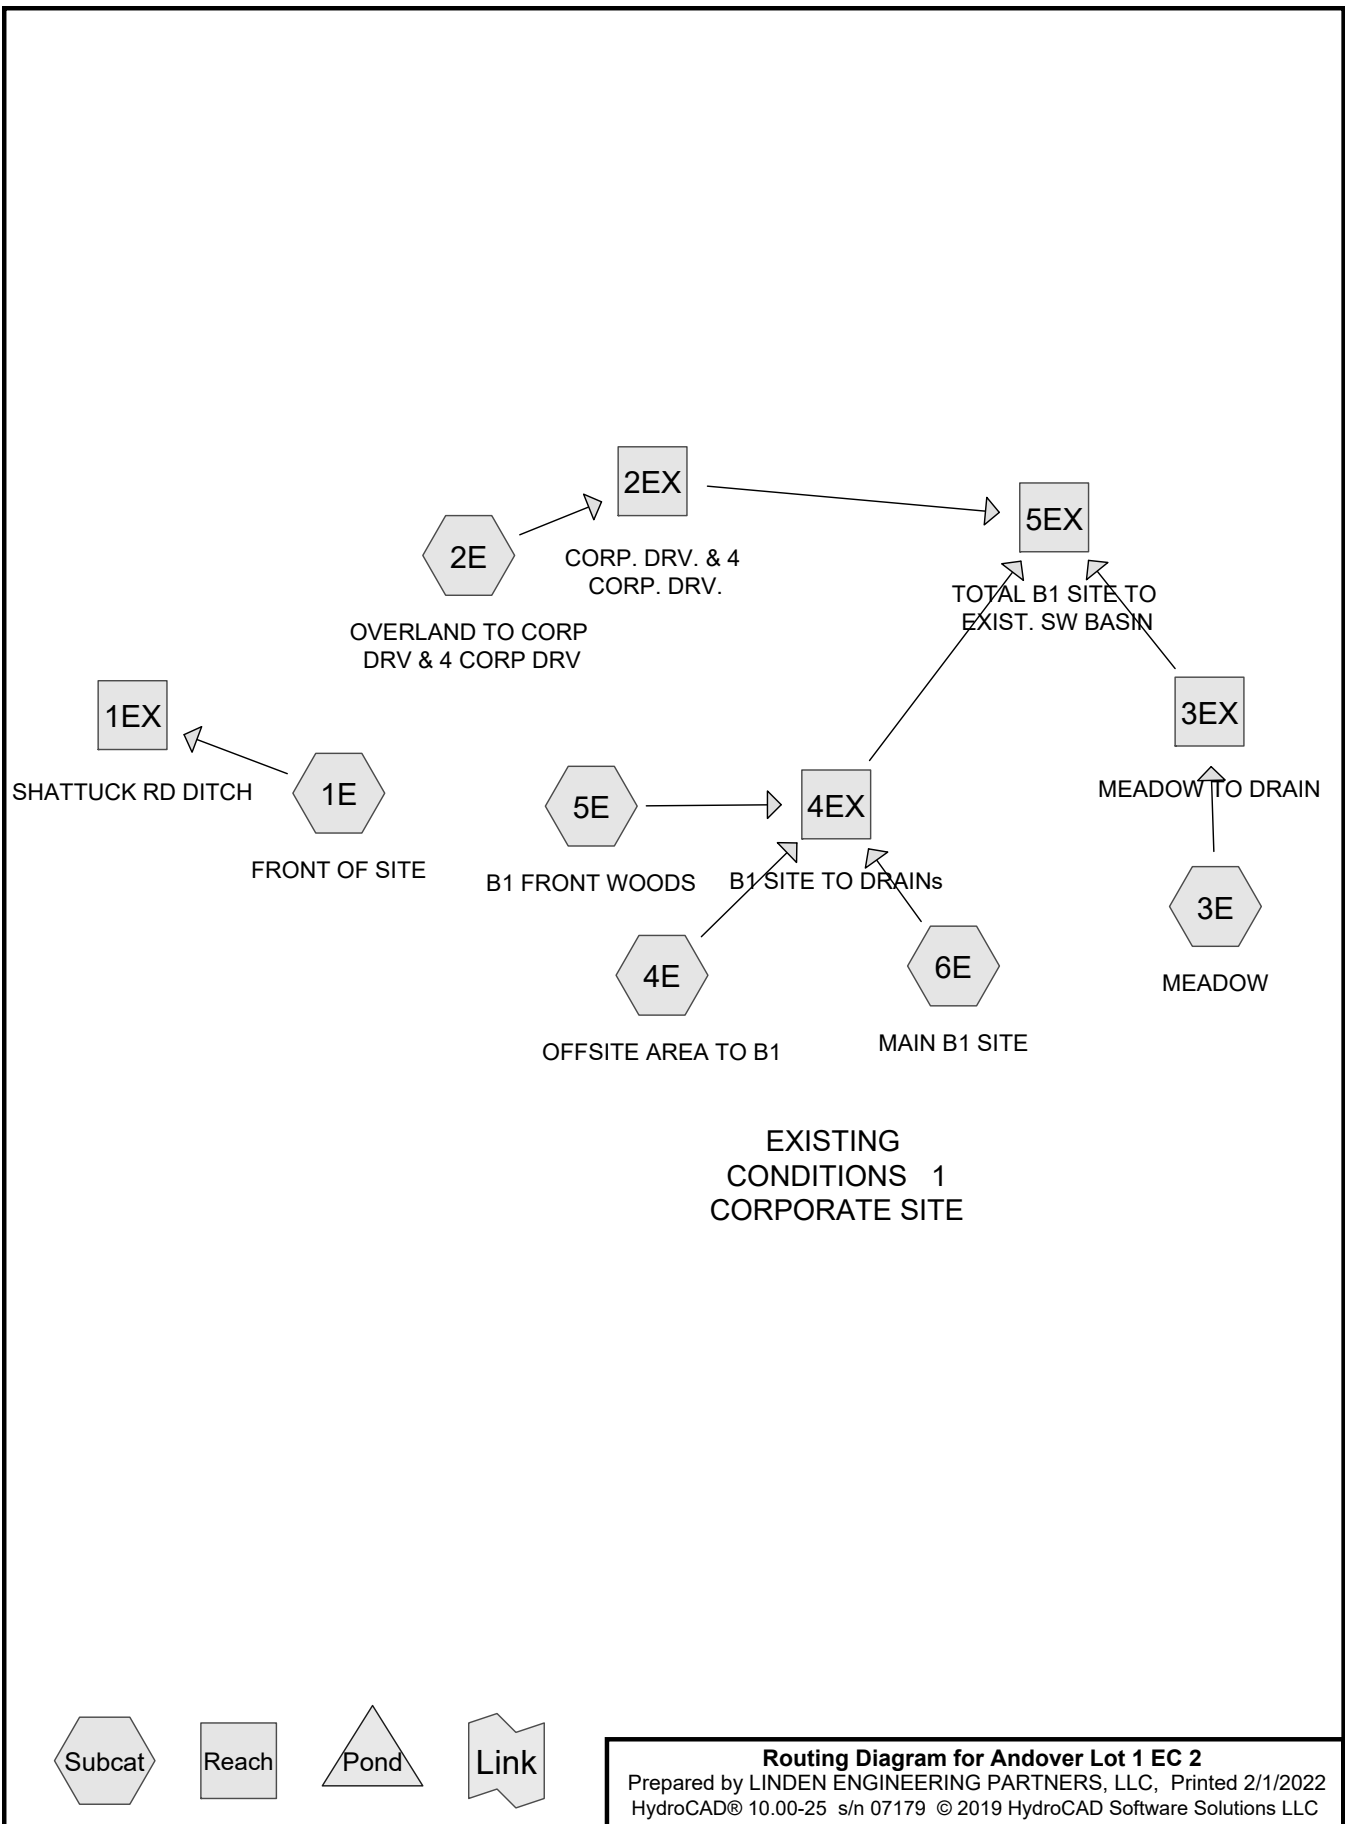 2EX
CORP. DRV. & 4
CORP. DRV.
5EX
TOTAL B1 SITE TO
EXIST. SW BASIN
2E
OVERLAND TO CORP
DRV & 4 CORP DRV
1EX
SHATTUCK RD DITCH
1E
FRONT OF SITE
3EX
MEADOW TO DRAIN
5E
B1 FRONT WOODS
4EX
B1 SITE TO DRAINs
3E
MEADOW
4E
OFFSITE AREA TO B1
6E
MAIN B1 SITE
EXISTING
CONDITIONS 1
CORPORATE SITE
Subcat
Reach
Pond
Link
Routing Diagram for Andover Lot 1 EC 2
Prepared by LINDEN ENGINEERING PARTNERS, LLC, Printed 2/1/2022
HydroCAD® 10.00-25 s/n 07179 © 2019 HydroCAD Software Solutions LLC